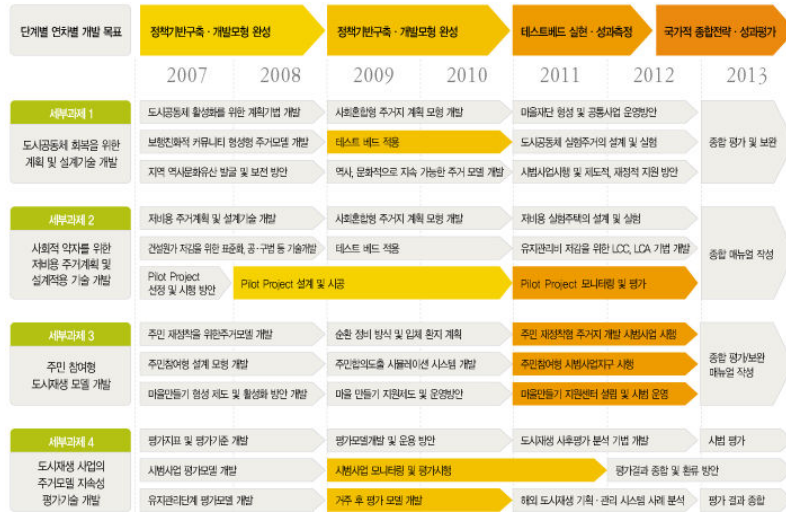 단계별 연차별 개발 목표
정책기반구축·개발모형 완성
정책기반구축·개발모형 완성
테스트베드 실현·성과측정
국가적 종합전략·성과평가
2007
2008
2009
2010
2011
2012
2013
세부과제 1
도시공동체 회복을 위한
계획 및 설계기술 개발
도시공동체 활성화를 위한 계획기법 개발
사회혼합형 주거지 계획 모형 개발
마을재단 형성 및 공통사업 운영방안
보행친화적 커뮤니티 형성형 주거모델 개발
테스트 베드 적용
도시공동체 실험주거의 설계 및 실험
지역 역사문화유산 발굴 및 보전 방안
역사, 문화적으로 지속 가능한 주거 모델 개발
시범사업시행 및 제도적, 재정적 지원 방안
종합 평가 및 보완
세부과제 2
사회적 약자를 위한
저비용 주거계획 및
설계적용 기술 개발
저비용 주거계획 및 설계기술 개발
사회혼합형 주거지 계획 모형 개발
저비용 실험주택의 설계 및 실험
건설원가 저감을 위한 표준화, 공·구법 등 기술개발
테스트 베드 적용
유지관리비 저감을 위한 LCC, LCA 기법 개발
Pilot Project
선정 및 시행 방안
Pilot Project 설계 및 시공
Pilot Project 모니터링 및 평가
종합 매뉴얼 작성
세부과제 3
주민 참여형
도시재생 모델 개발
주민 재정착을 위한주거모델 개발
순환 정비 방식 및 입체 환지 계획
주민 재정착형 주거지 개발 시범사업 시행
주민참여형 설계 모형 개발
주민합의도출 시뮬레이션 시스템 개발
주민참여형 시범사업지구 시행
마을만들기 형성 제도 및 활성화 방안 개발
마을 만들기 지원제도 및 운영방안
마을만들기 지원센터 설립 및 시범 운영
종합 평가/보완
매뉴얼 작성
세부과제 4
도시재생 사업의
주거모델 지속성
평가기술 개발
평가지표 및 평가기준 개발
평가모델개발 및 운용 방안
도시재생 사후평가 분석 기법 개발
시범 평가
시범사업 평가모델 개발
시범사업 모니터링 및 평가시행
평가결과 종합 및 환류 방안
유지관리단계 평가모델 개발
거주 후 평가 모델 개발
해외 도시재생 기획·관리 시스템 사례 분석
평가 결과 종합